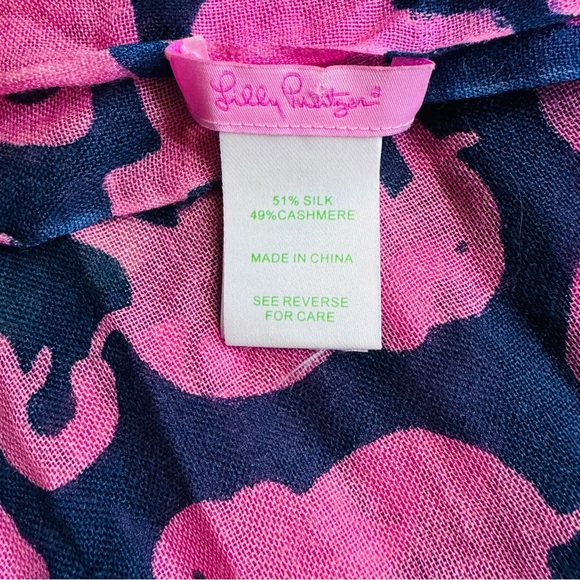 Lilly Pulitzer®
51% SILK
49%CASHMERE
MADE IN CHINA
SEE REVERSE
FOR CARE